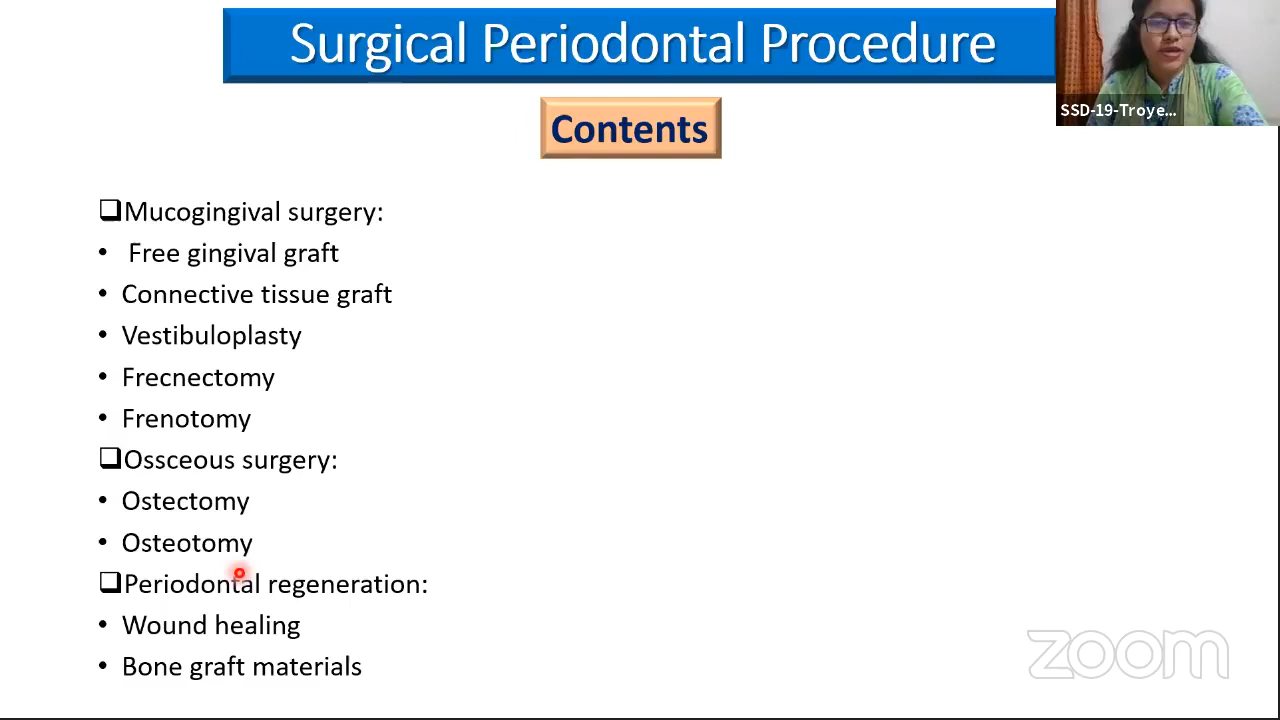 Surgical Periodontal Procedure
SSD-19-Troye...
Contents
❑Mucogingival surgery:
• Free gingival graft
• Connective tissue graft
• Vestibuloplasty
• Frecnectomy
• Frenotomy
❑Ossceous surgery:
• Ostectomy
• Osteotomy
❑Periodontal regeneration:
• Wound healing
• Bone graft materials
zoom